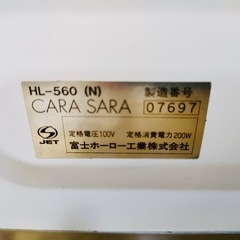 HL-560 (N) 製造番号
CARA SARA 07697
JET
定格電圧100V 定格消費電力200W
富士ホーロー工業株式会社